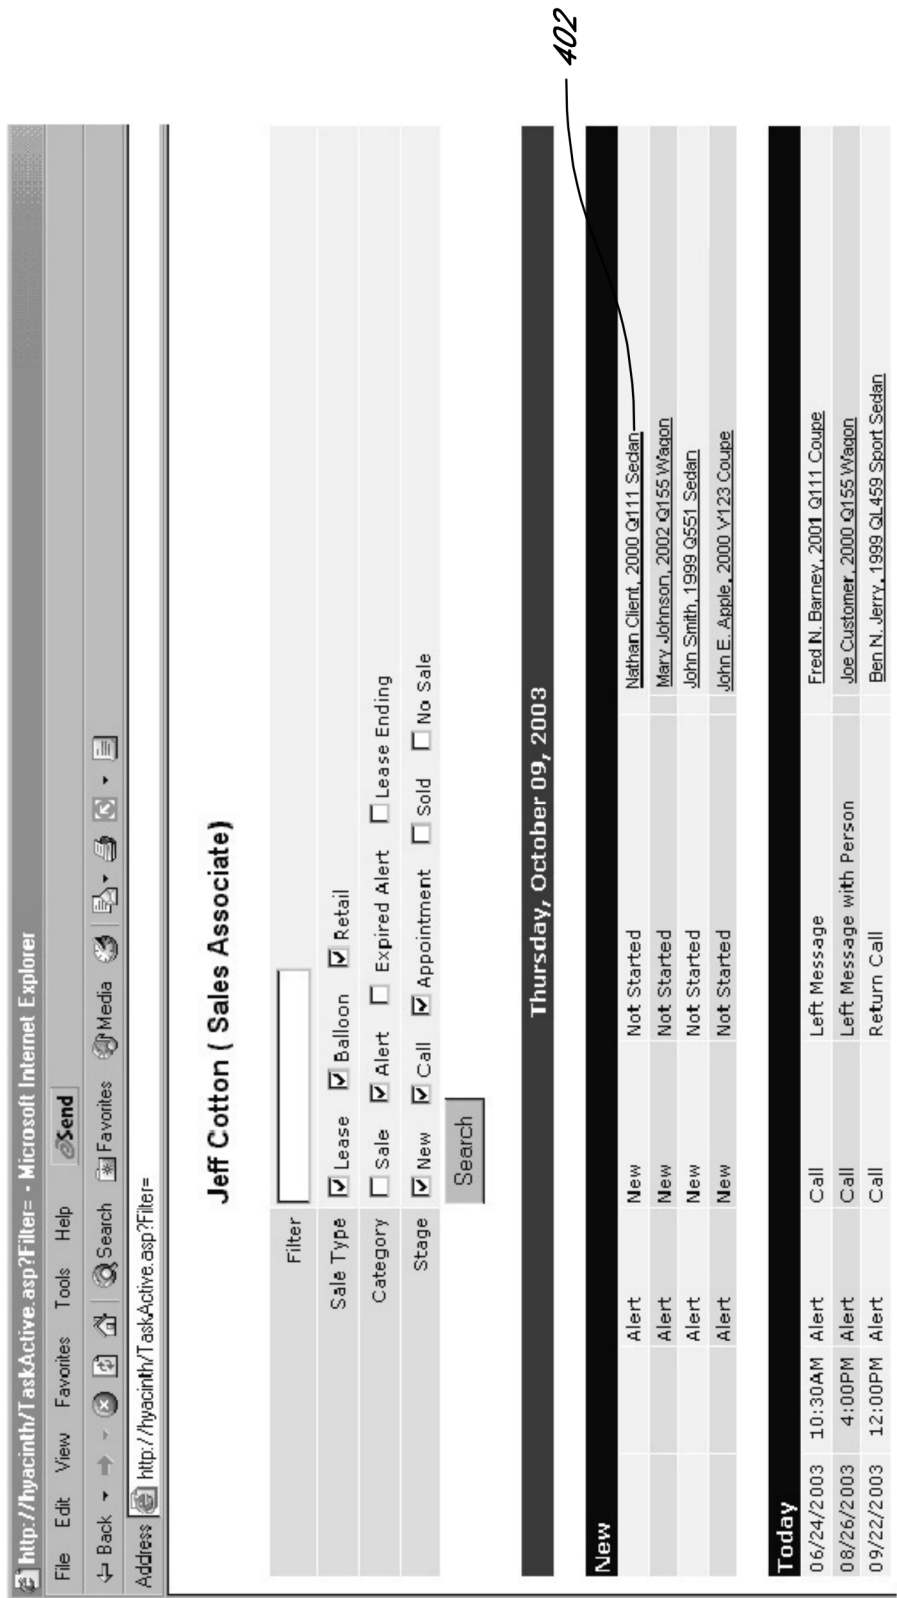 http://hyacinth/TaskActive.asp?Filter= - Microsoft Internet Explorer
File Edit View Favorites Tools Help Send
Back Search Favorites Media
Address http://hyacinth/TaskActive.asp?Filter=
Jeff Cotton ( Sales Associate)
Filter
Sale Type Lease Balloon Retail
Category Sale Alert Expired Alert Lease Ending
Stage New Call Appointment Sold No Sale
Search
Thursday, October 09, 2003
402
New
Alert New Not Started Nathan Client, 2000 Q111 Sedan
Alert New Not Started Mary Johnson, 2002 Q155 Wagon
Alert New Not Started John Smith, 1999 Q551 Sedan
Alert New Not Started John E. Apple, 2000 V123 Coupe
Today
06/24/2003 10:30AM Alert Call Left Message Fred N. Barney, 2001 Q111 Coupe
08/26/2003 4:00PM Alert Call Left Message with Person Joe Customer, 2000 Q155 Wagon
09/22/2003 12:00PM Alert Call Return Call Ben N. Jerry, 1999 QL459 Sport Sedan